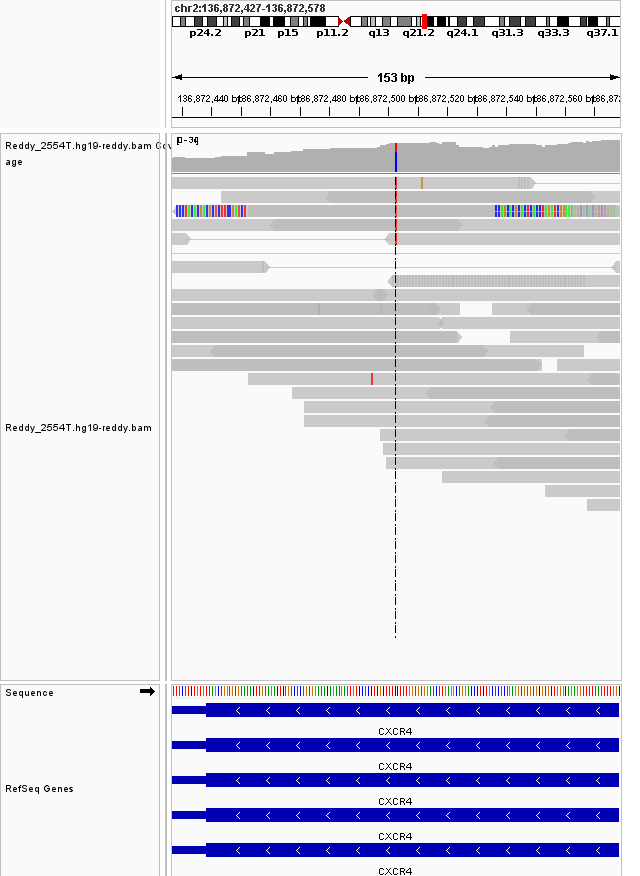 chr2:136,872,427-136,872,578
p24.2 p21 p15 p11.2 q13 q21.2 q24.1 q31.3 q33.3 q37.1
153 bp
136,872,440 bp 136,872,460 bp 136,872,480 bp 136,872,500 bp 136,872,520 bp 136,872,540 bp 136,872,560 bp
Reddy_2554T.hg19-reddy.bam Cov
age
Reddy_2554T.hg19-reddy.bam
Sequence
CXCR4
CXCR4
RefSeq Genes
CXCR4
CXCR4
CXCR4